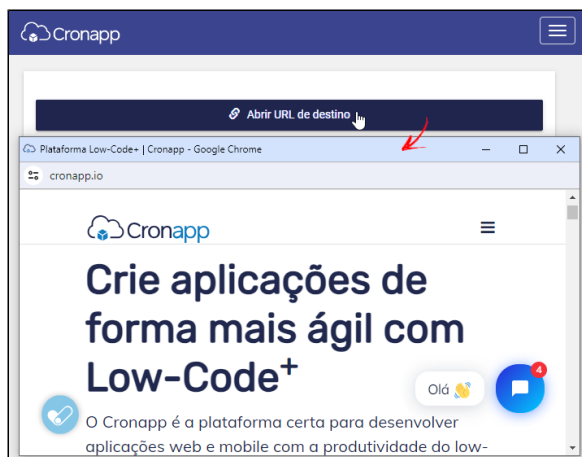 Cronapp
Abrir URL de destino
Plataforma Low-Code+ | Cronapp - Google Chrome
cronapp.io
Cronapp
Crie aplicações de
forma mais ágil com
Low-Code+
Olá 👋
4
O Cronapp é a plataforma certa para desenvolver
aplicações web e mobile com a produtividade do low-